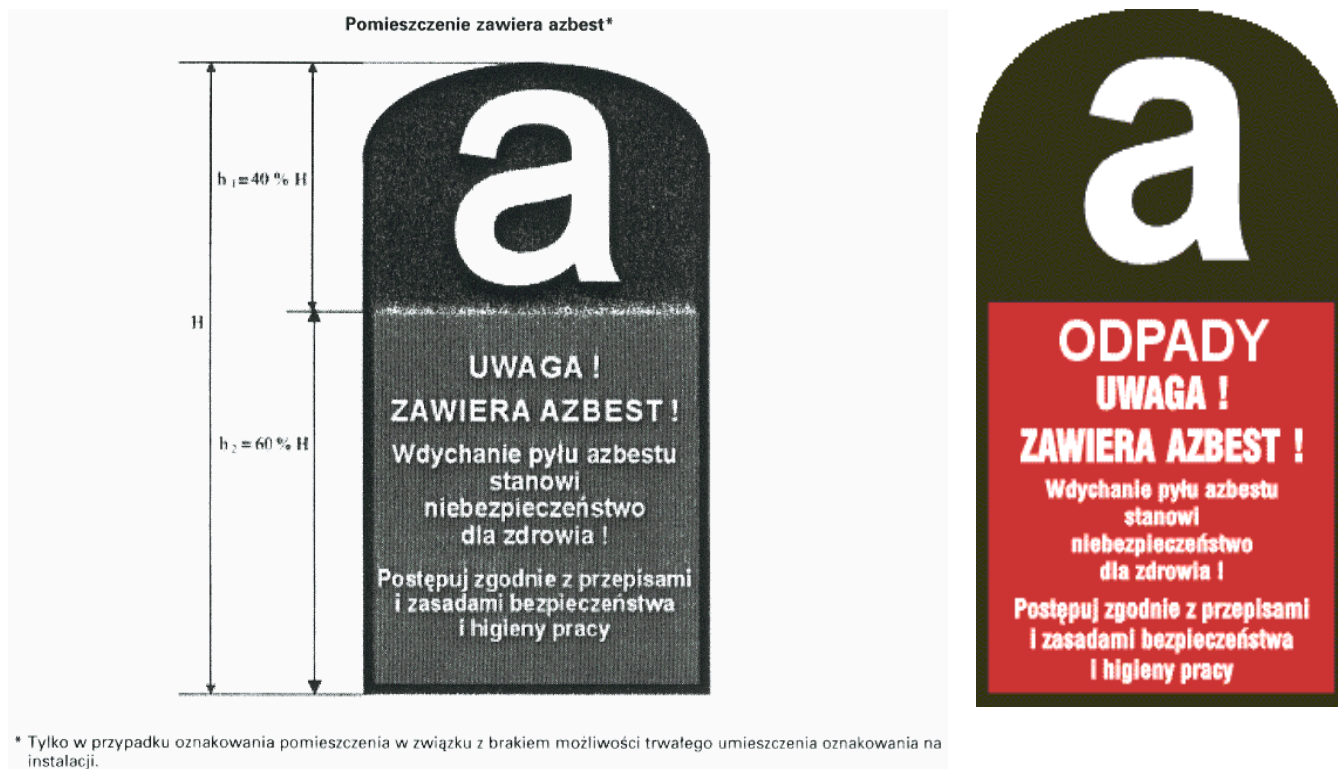 Pomieszczenie zawiera azbest*
a
h₁ = 40 % H
H
h₂ = 60 % H
UWAGA !
ZAWIERA AZBEST !
Wdychanie pyłu azbestu
stanowi
niebezpieczeństwo
dla zdrowia !
Postępuj zgodnie z przepisami
i zasadami bezpieczeństwa
i higieny pracy
* Tylko w przypadku oznakowania pomieszczenia w związku z brakiem możliwości trwałego umieszczenia oznakowania na
instalacji.
a
ODPADY
UWAGA !
ZAWIERA AZBEST !
Wdychanie pyłu azbestu
stanowi
niebezpieczeństwo
dla zdrowia !
Postępuj zgodnie z przepisami
i zasadami bezpieczeństwa
i higieny pracy